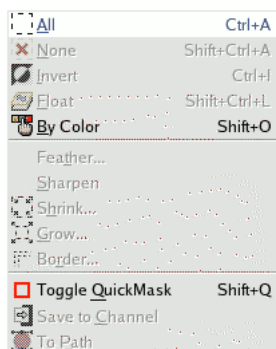 All Ctrl+A
None Shift+Ctrl+A
Invert Ctrl+I
Float Shift+Ctrl+L
By Color Shift+O
Feather...
Sharpen
Shrink...
Grow...
Border...
Toggle QuickMask Shift+Q
Save to Channel
To Path